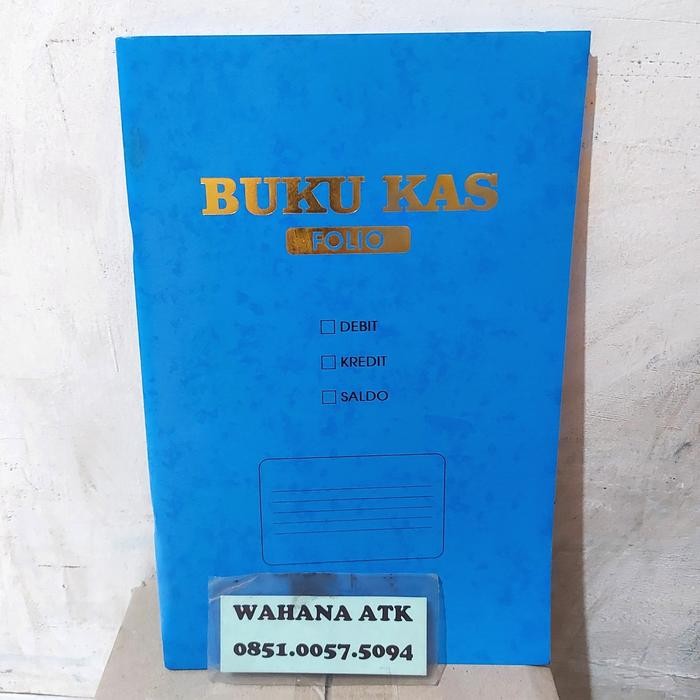 BUKU KAS
FOLIO
DEBIT
KREDIT
SALDO
WAHANA ATK
0851.0057.5094